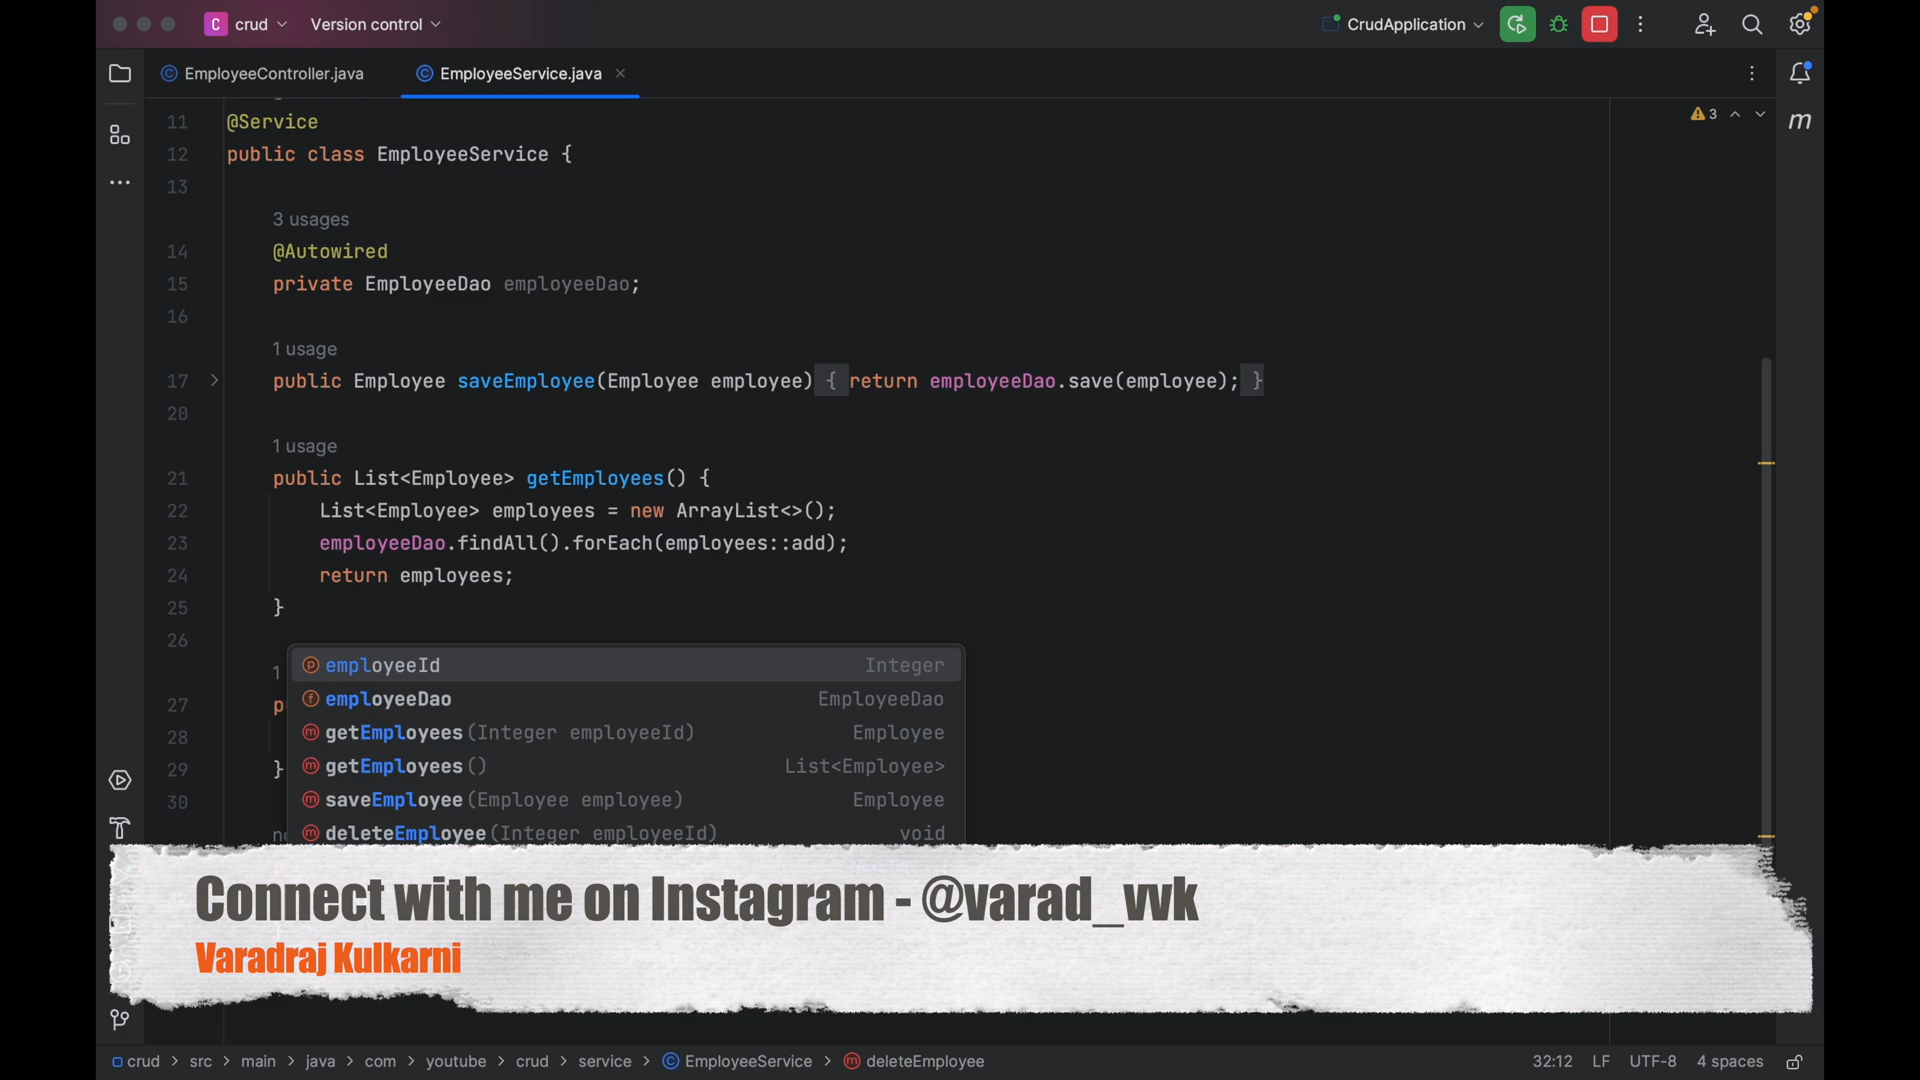 C crud Version control CrudApplication
EmployeeController.java EmployeeService.java
11 @Service
3
12 public class EmployeeService {
13
3 usages
14 @Autowired
15 private EmployeeDao employeeDao;
16
1 usage
17 public Employee saveEmployee(Employee employee) { return employeeDao.save(employee); }
20
1 usage
21 public List<Employee> getEmployees() {
22 List<Employee> employees = new ArrayList<>();
23 employeeDao.findAll().forEach(employees::add);
24 return employees;
25 }
26
1
employeeId Integer
employeeDao EmployeeDao
27 p
getEmployees(Integer employeeId) Employee
28
getEmployees() List<Employee>
29 }
saveEmployee(Employee employee) Employee
30
deleteEmployee(Integer employeeId) void
Connect with me on Instagram - @varad_vvk
Varadraj Kulkarni
crud > src > main > java > com > youtube > crud > service > EmployeeService > deleteEmployee 32:12 LF UTF-8 4 spaces